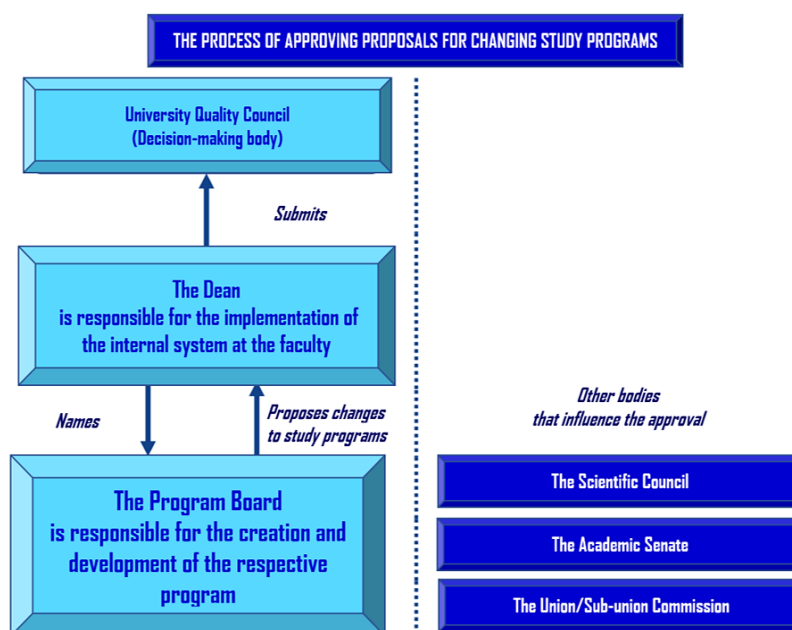 THE PROCESS OF APPROVING PROPOSALS FOR CHANGING STUDY PROGRAMS
University Quality Council
(Decision-making body)
Submits
The Dean
is responsible for the implementation of
the internal system at the faculty
Names
Proposes changes
to study programs
The Program Board
is responsible for the creation and
development of the respective
program
Other bodies
that influence the approval
The Scientific Council
The Academic Senate
The Union/Sub-union Commission